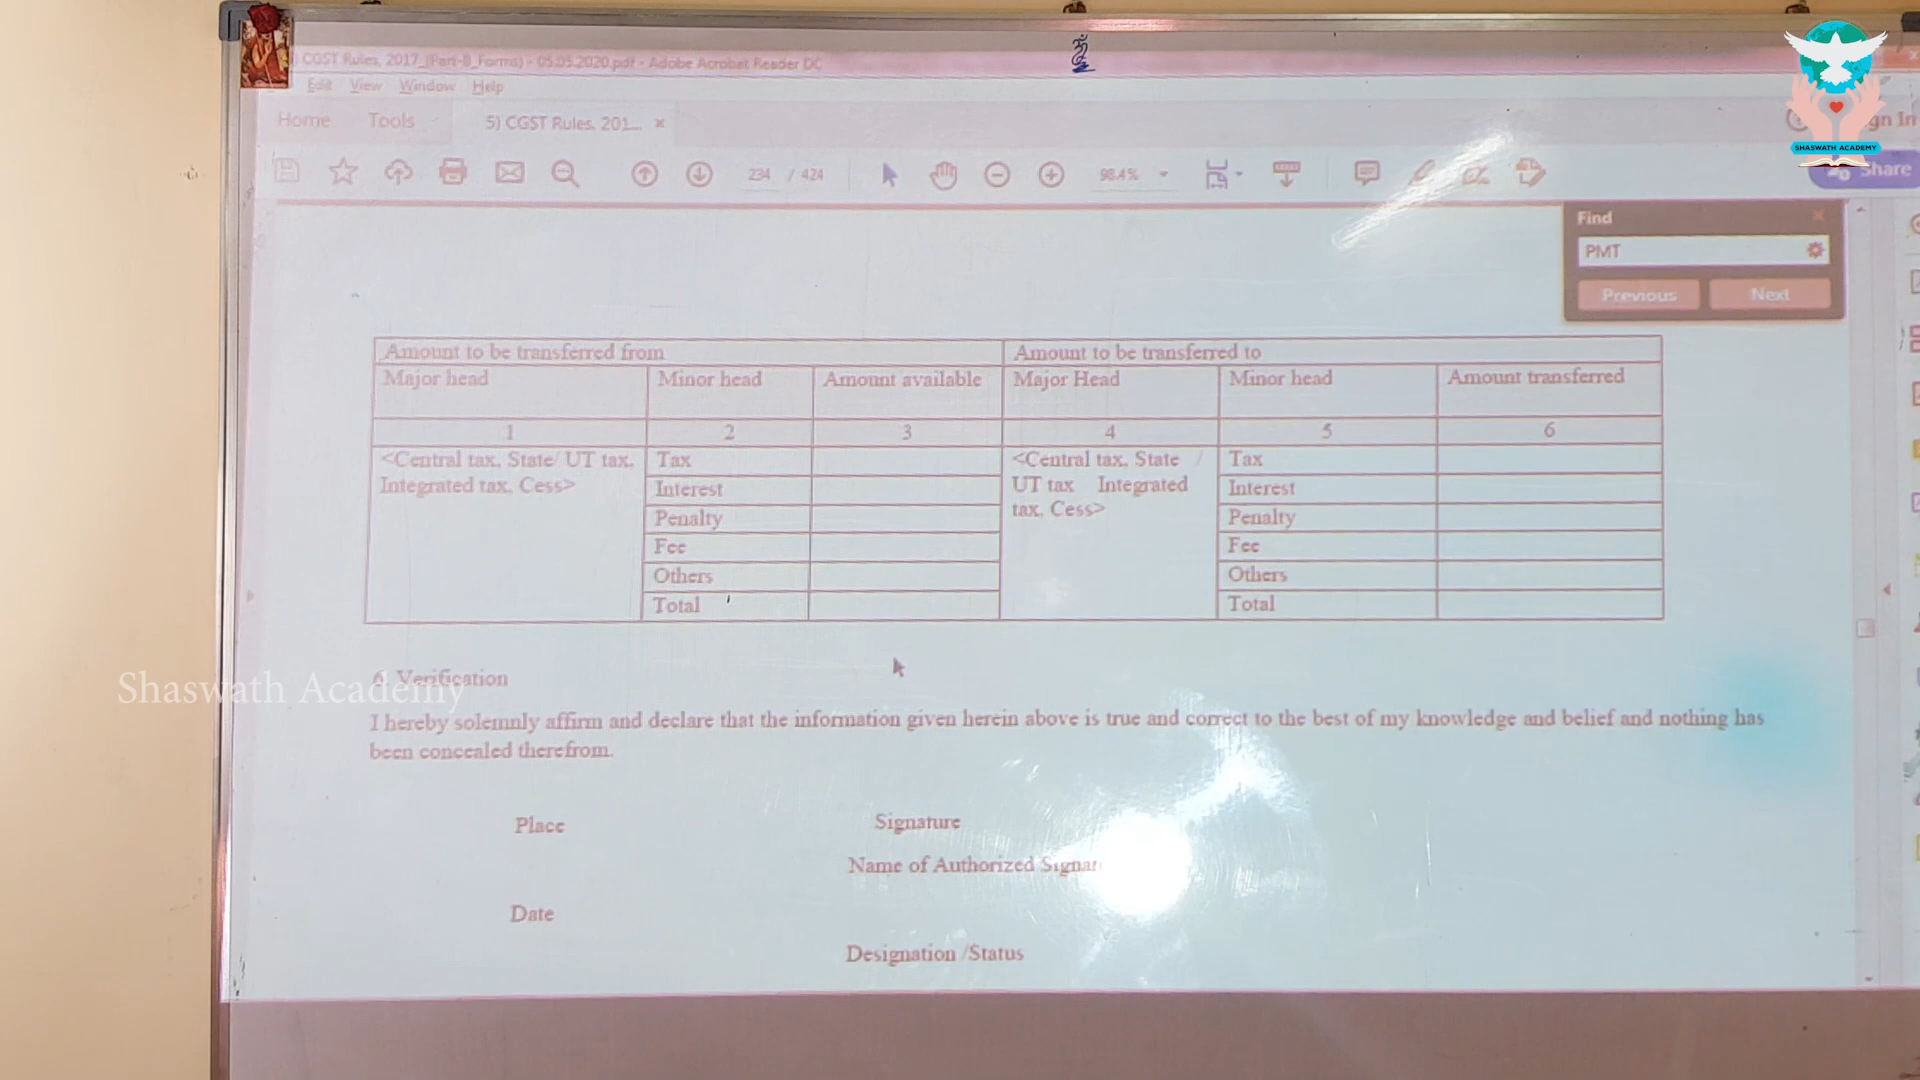 CGST Rules, 2017_(Part-B_Forms) - 05.05.2020.pdf - Adobe Acrobat Reader DC
Edit View Window Help
Home Tools 5) CGST Rules, 201... ×
gn In
SHASWATH ACADEMY
234 / 424 98.4%
Share
Find
PMT
Previous Next
Amount to be transferred from Amount to be transferred to
Major head Minor head Amount available Major Head Minor head Amount transferred
1 2 3 4 5 6
<Central tax, State/ UT tax, Tax <Central tax, State / Tax
Integrated tax, Cess> Interest UT tax Integrated Interest
Penalty tax, Cess> Penalty
Fee Fee
Others Others
Total Total
6. Verification
Shaswath Academy
I hereby solemnly affirm and declare that the information given herein above is true and correct to the best of my knowledge and belief and nothing has
been concealed therefrom.
Place Signature
Name of Authorized Signat
Date
Designation /Status